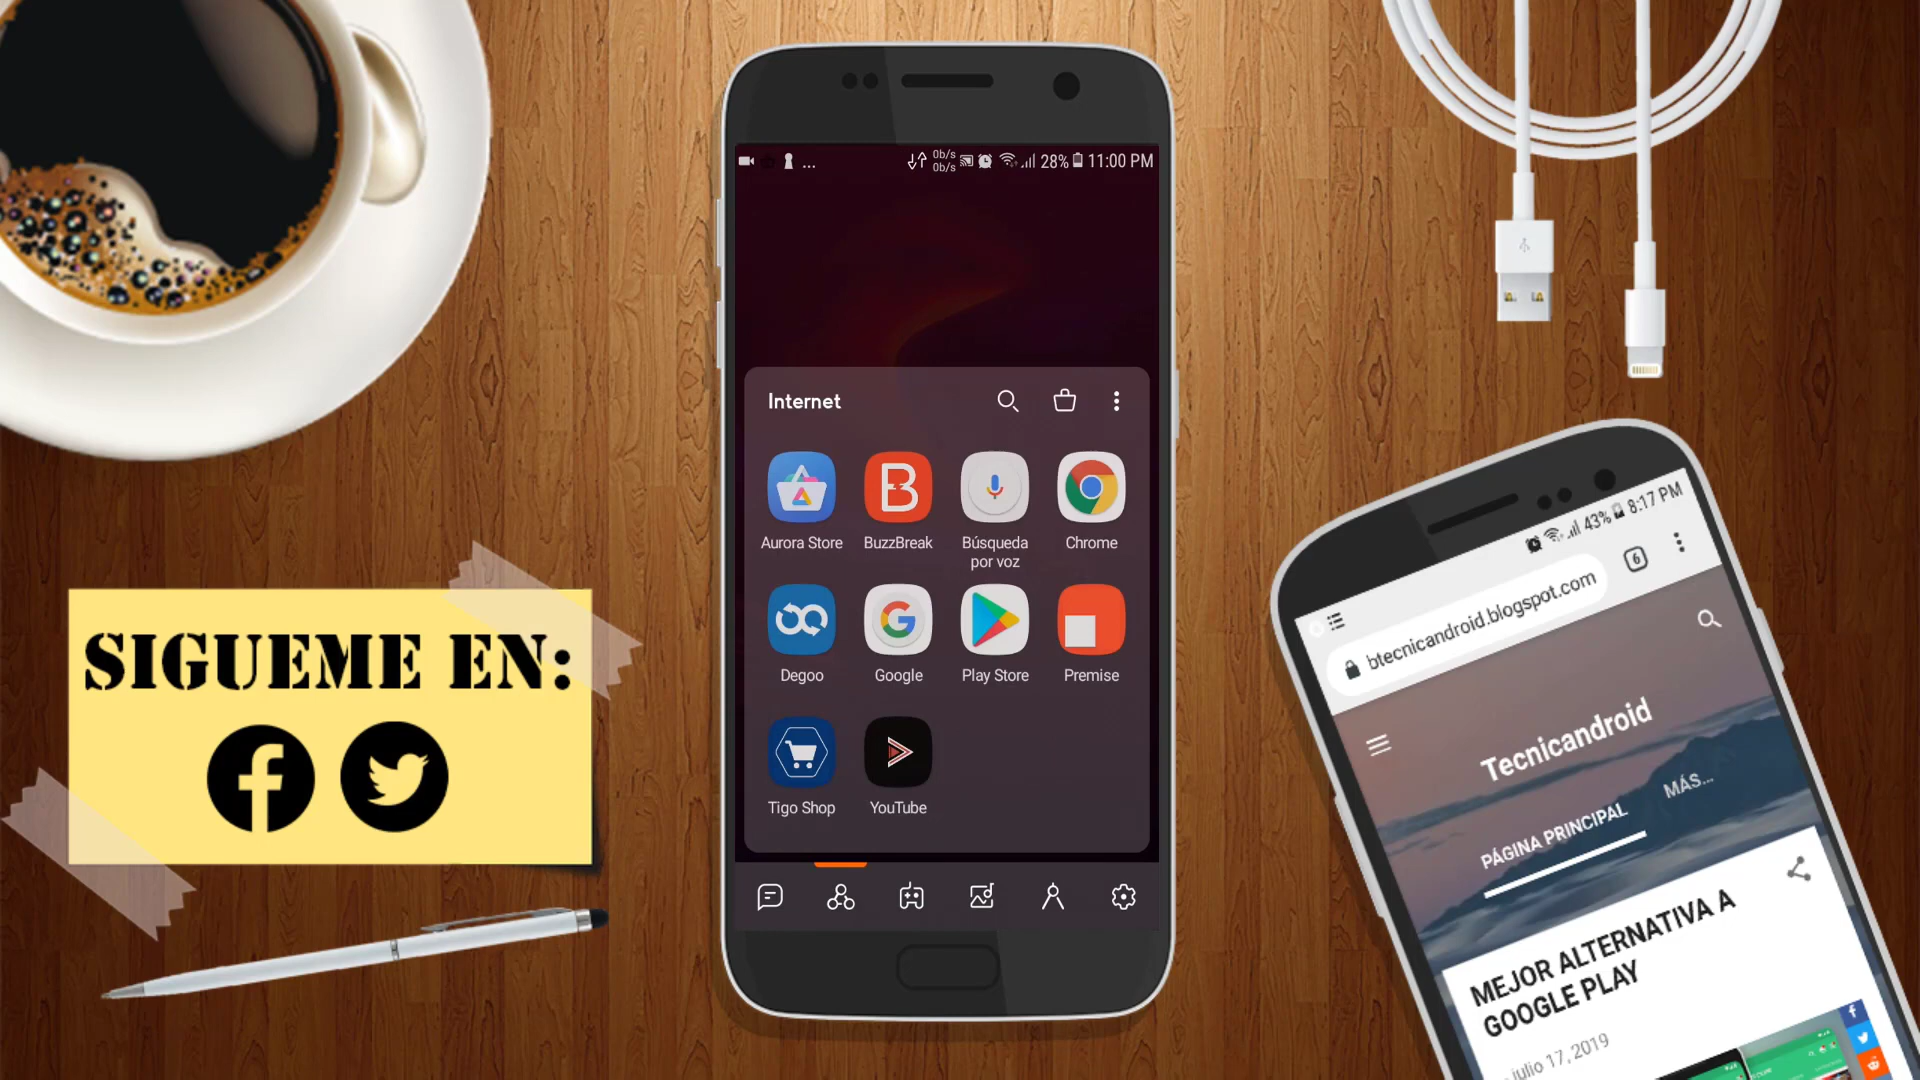 ... 0b/s 0b/s 28% 11:00 PM
Internet
Aurora Store
BuzzBreak
Búsqueda
por voz
Chrome
Degoo
Google
Play Store
Premise
Tigo Shop
YouTube
SIGUEME EN:
43% 8:17 PM
btecnicandroid.blogspot.com
6
Tecnicandroid
PÁGINA PRINCIPAL
MÁS...
MEJOR ALTERNATIVA A
GOOGLE PLAY
julio 17, 2019